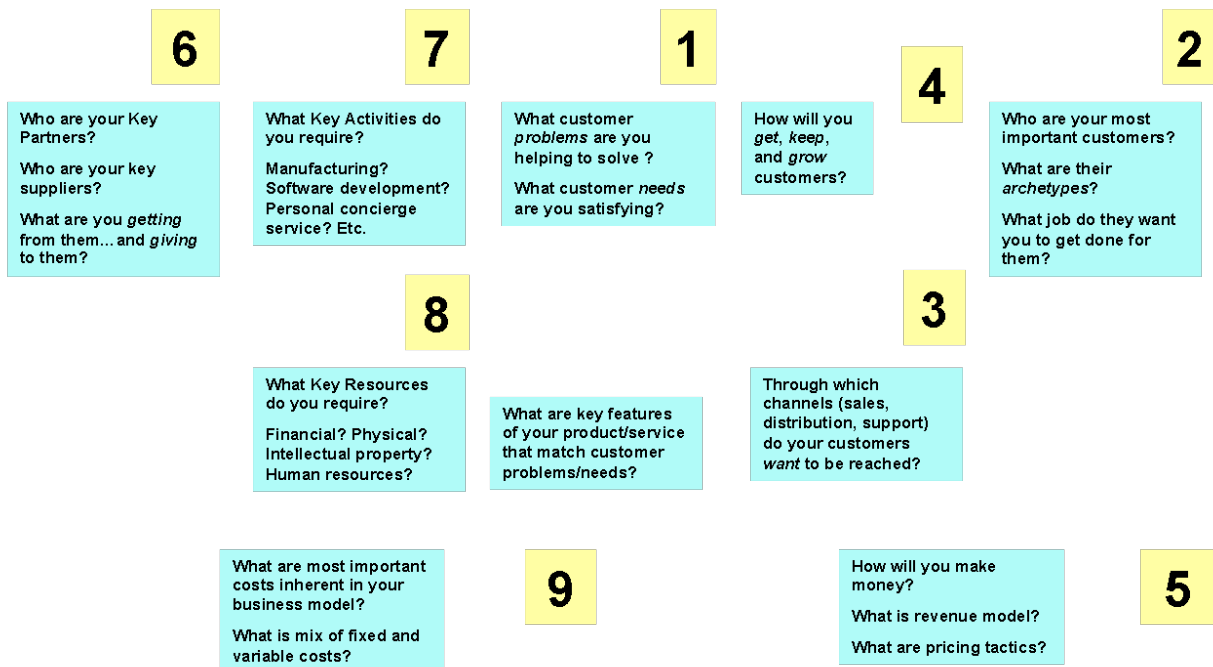 6
Who are your Key
Partners?
Who are your key
suppliers?
What are you getting
from them...and giving
to them?
7
What Key Activities do
you require?
Manufacturing?
Software development?
Personal concierge
service? Etc.
1
What customer
problems are you
helping to solve ?
What customer needs
are you satisfying?
4
How will you
get, keep,
and grow
customers?
2
Who are your most
important customers?
What are their
archetypes?
What job do they want
you to get done for
them?
8
What Key Resources
do you require?
Financial? Physical?
Intellectual property?
Human resources?
What are key features
of your product/service
that match customer
problems/needs?
3
Through which
channels (sales,
distribution, support)
do your customers
want to be reached?
What are most important
costs inherent in your
business model?
What is mix of fixed and
variable costs?
9
How will you make
money?
What is revenue model?
What are pricing tactics?
5